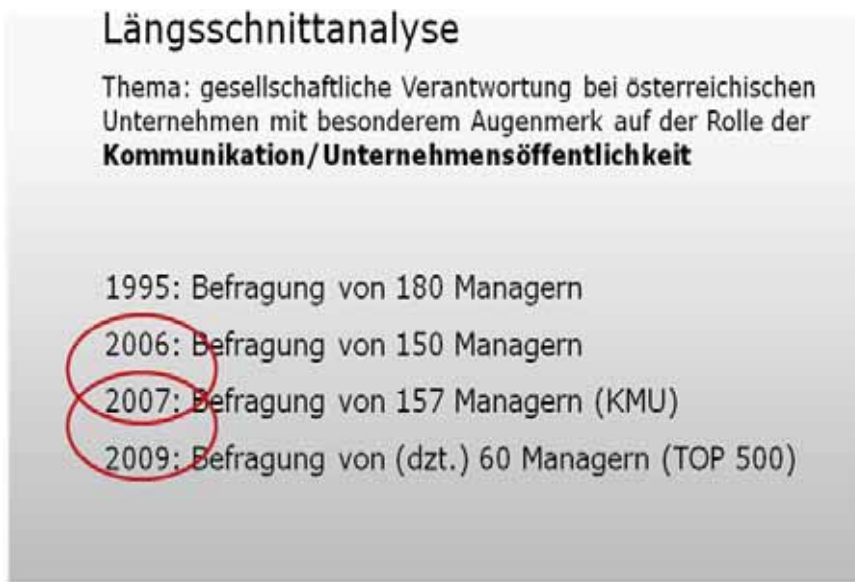 Längsschnittanalyse
Thema: gesellschaftliche Verantwortung bei österreichischen
Unternehmen mit besonderem Augenmerk auf der Rolle der
Kommunikation/Unternehmensöffentlichkeit
1995: Befragung von 180 Managern
2006: Befragung von 150 Managern
2007: Befragung von 157 Managern (KMU)
2009: Befragung von (dzt.) 60 Managern (TOP 500)